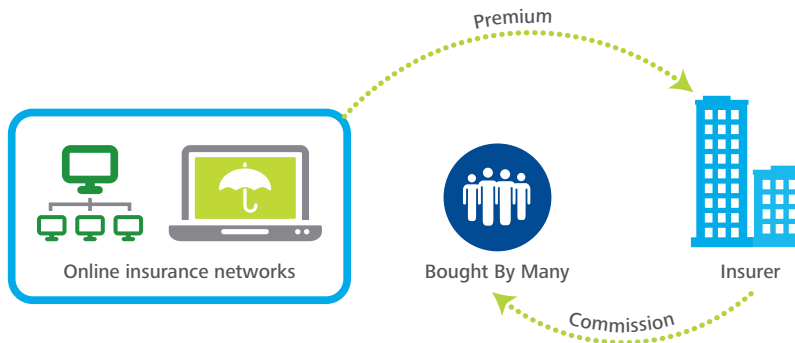 Premium
Online insurance networks
Bought By Many
Insurer
Commission